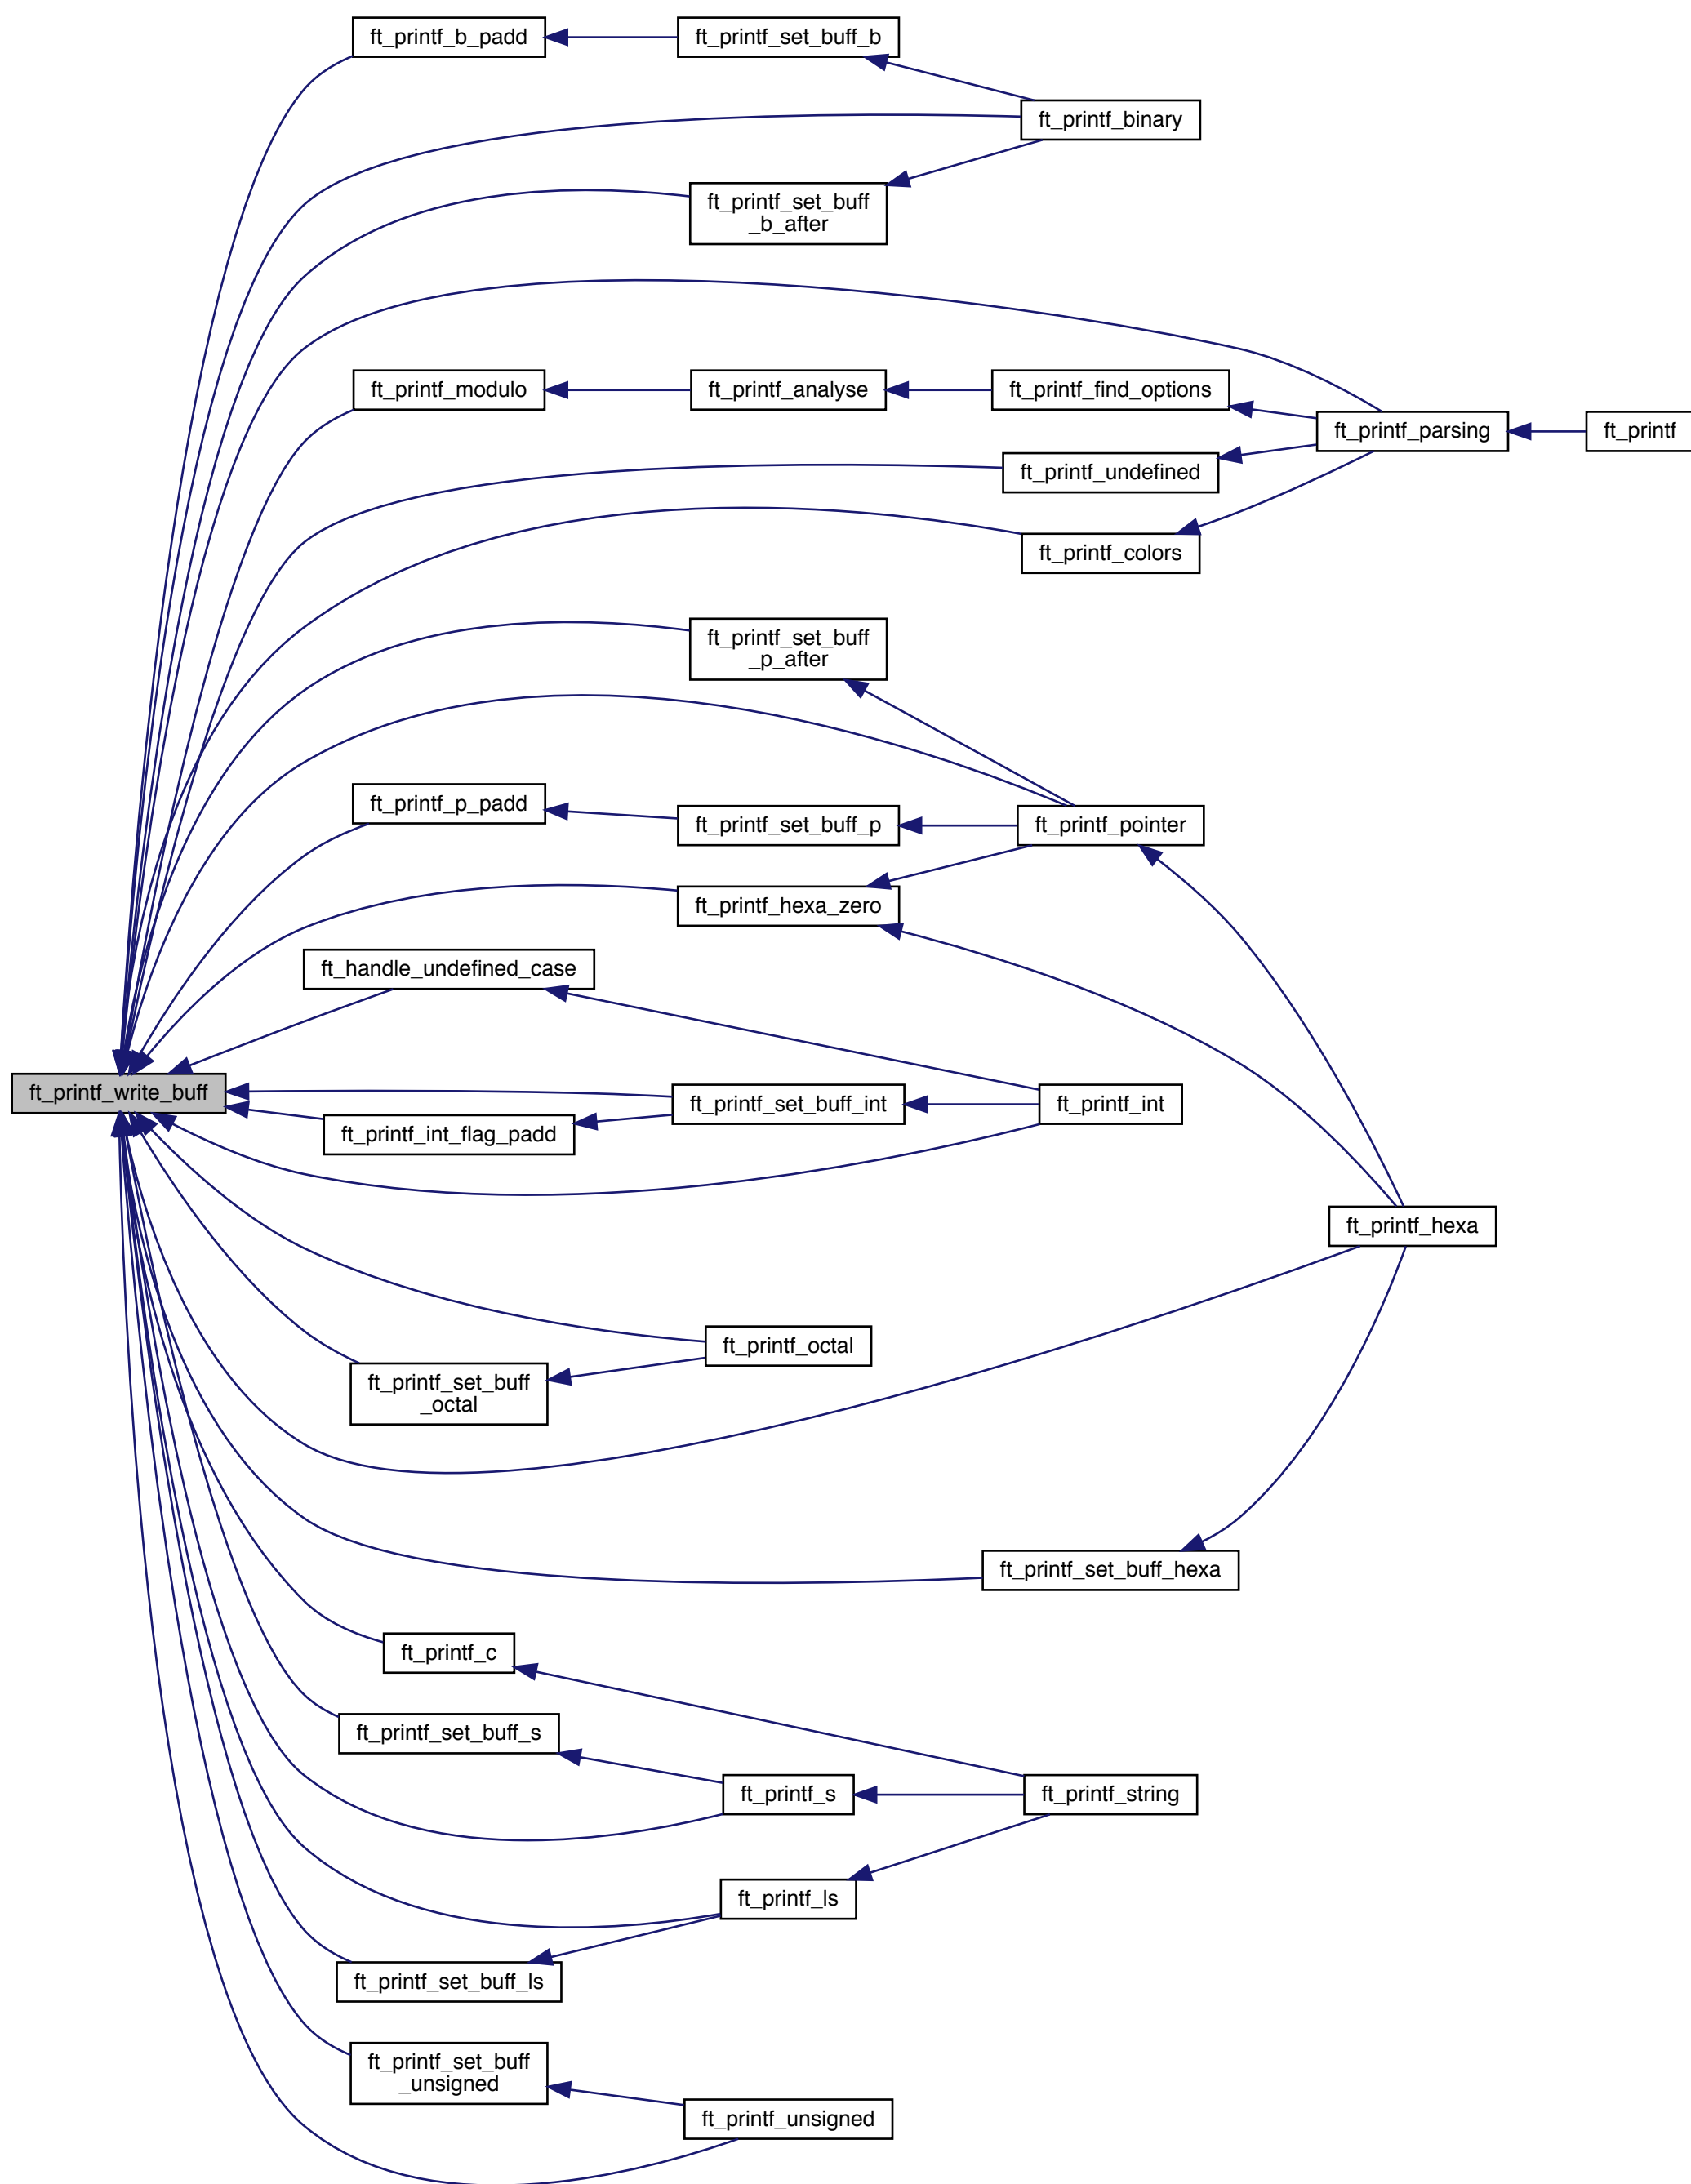 ft_printf_b_padd
ft_printf_set_buff_b
ft_printf_binary
ft_printf_set_buff
_b_after
ft_printf_modulo
ft_printf_analyse
ft_printf_find_options
ft_printf_parsing
ft_printf
ft_printf_undefined
ft_printf_colors
ft_printf_set_buff
_p_after
ft_printf_p_padd
ft_printf_set_buff_p
ft_printf_pointer
ft_printf_hexa_zero
ft_handle_undefined_case
ft_printf_write_buff
ft_printf_set_buff_int
ft_printf_int
ft_printf_int_flag_padd
ft_printf_hexa
ft_printf_octal
ft_printf_set_buff
_octal
ft_printf_set_buff_hexa
ft_printf_c
ft_printf_set_buff_s
ft_printf_s
ft_printf_string
ft_printf_ls
ft_printf_set_buff_ls
ft_printf_set_buff
_unsigned
ft_printf_unsigned